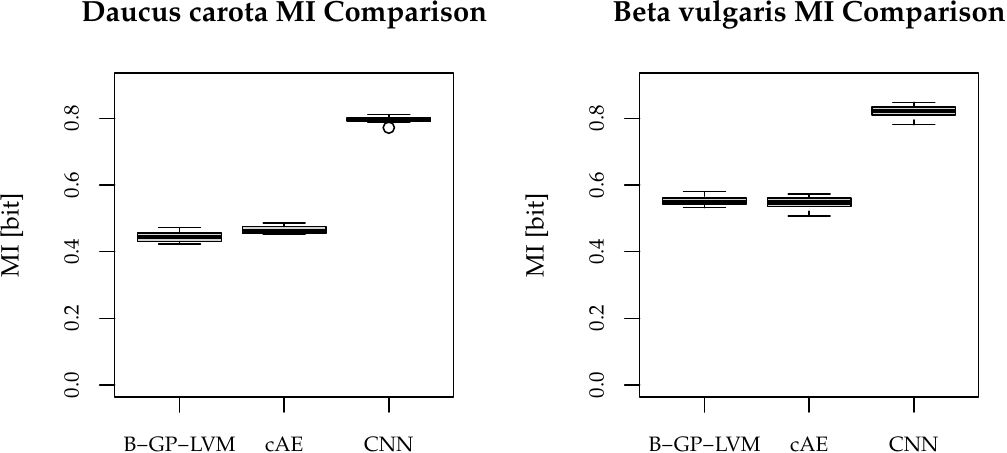 Daucus carota MI Comparison
MI [bit]
0.8
0.6
0.4
0.2
0.0
B−GP−LVM cAE CNN
Beta vulgaris MI Comparison
MI [bit]
0.8
0.6
0.4
0.2
0.0
B−GP−LVM cAE CNN